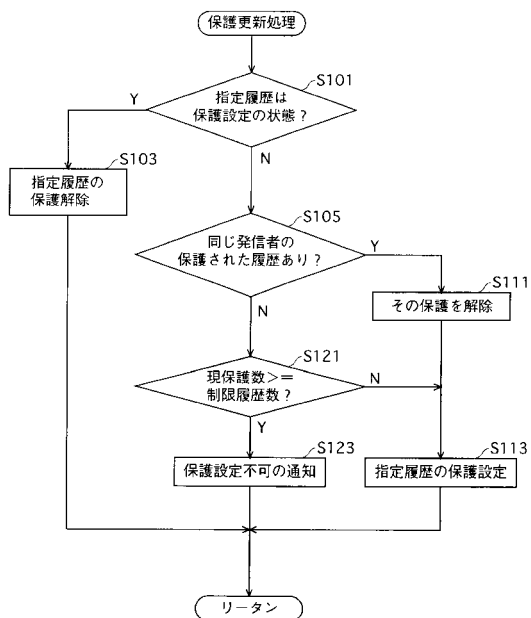 保護更新処理
S101
指定履歴は
保護設定の状態？
Y
N
S103
指定履歴の
保護解除
S105
同じ発信者の
保護された履歴あり？
Y
N
S111
その保護を解除
S121
現保護数>=
制限履歴数？
N
Y
S123
保護設定不可の通知
S113
指定履歴の保護設定
リータン